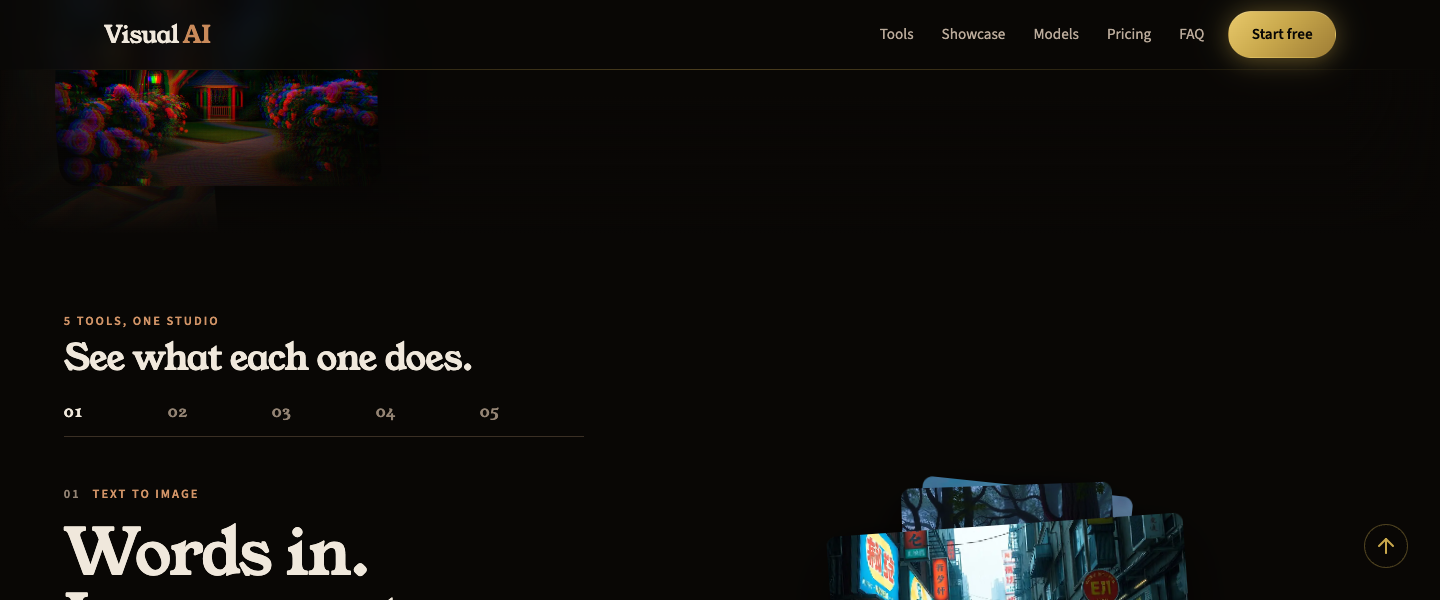 Visual AI
Tools Showcase Models Pricing FAQ Start free
5 TOOLS, ONE STUDIO
See what each one does.
01 02 03 04 05
01 TEXT TO IMAGE
Words in.